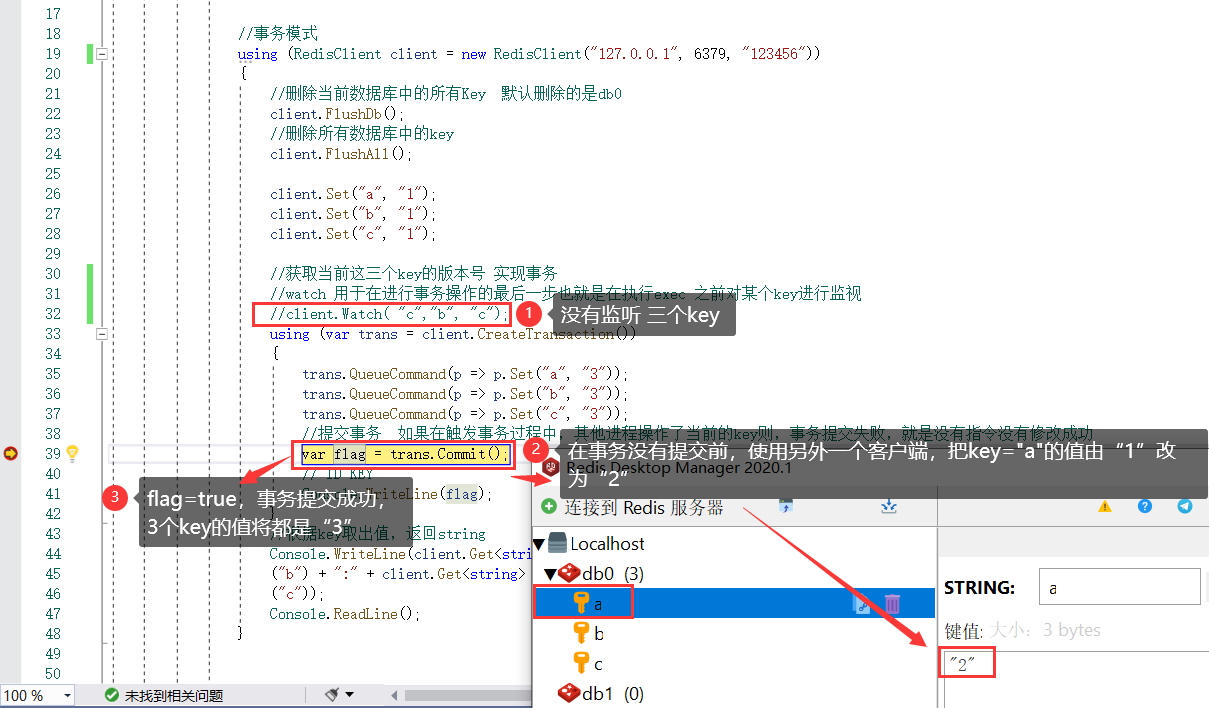 17
18 //事务模式
19 using (RedisClient client = new RedisClient("127.0.0.1", 6379, "123456"))
20 {
21 //删除当前数据库中的所有Key 默认删除的是db0
22 client.FlushDb();
23 //删除所有数据库中的key
24 client.FlushAll();
25
26 client.Set("a", "1");
27 client.Set("b", "1");
28 client.Set("c", "1");
29
30 //获取当前这三个key的版本号 实现事务
31 //watch 用于在进行事务操作的最后一步也就是在执行exec 之前对某个key进行监视
32 //client.Watch( "c","b", "c");
1 没有监听 三个key
33 using (var trans = client.CreateTransaction())
34 {
35 trans.QueueCommand(p => p.Set("a", "3"));
36 trans.QueueCommand(p => p.Set("b", "3"));
37 trans.QueueCommand(p => p.Set("c", "3"));
38 //提交事务 如果在触发事务过程中，其他进程操作了当前的key则，事务提交失败，就是没有指令没有修改成功
39 var flag = trans.Commit();
2 在事务没有提交前，使用另外一个客户端，把key="a"的值由“1”改
为“2”
40 // ID KEY
41 WriteLine(flag);
3 flag=true，事务提交成功，
3个key的值将都是“3”
42
43 根据key取出值，返回string
44 Console.WriteLine(client.Get<stri
45 ("b") + ":" + client.Get<string>
46 ("c"));
47 Console.ReadLine();
48 }
49
50
100 %
未找到相关问题
Redis Desktop Manager 2020.1
连接到 Redis 服务器
Localhost
db0 (3)
a
b
c
db1 (0)
STRING: a
键值: 大小: 3 bytes
"2"